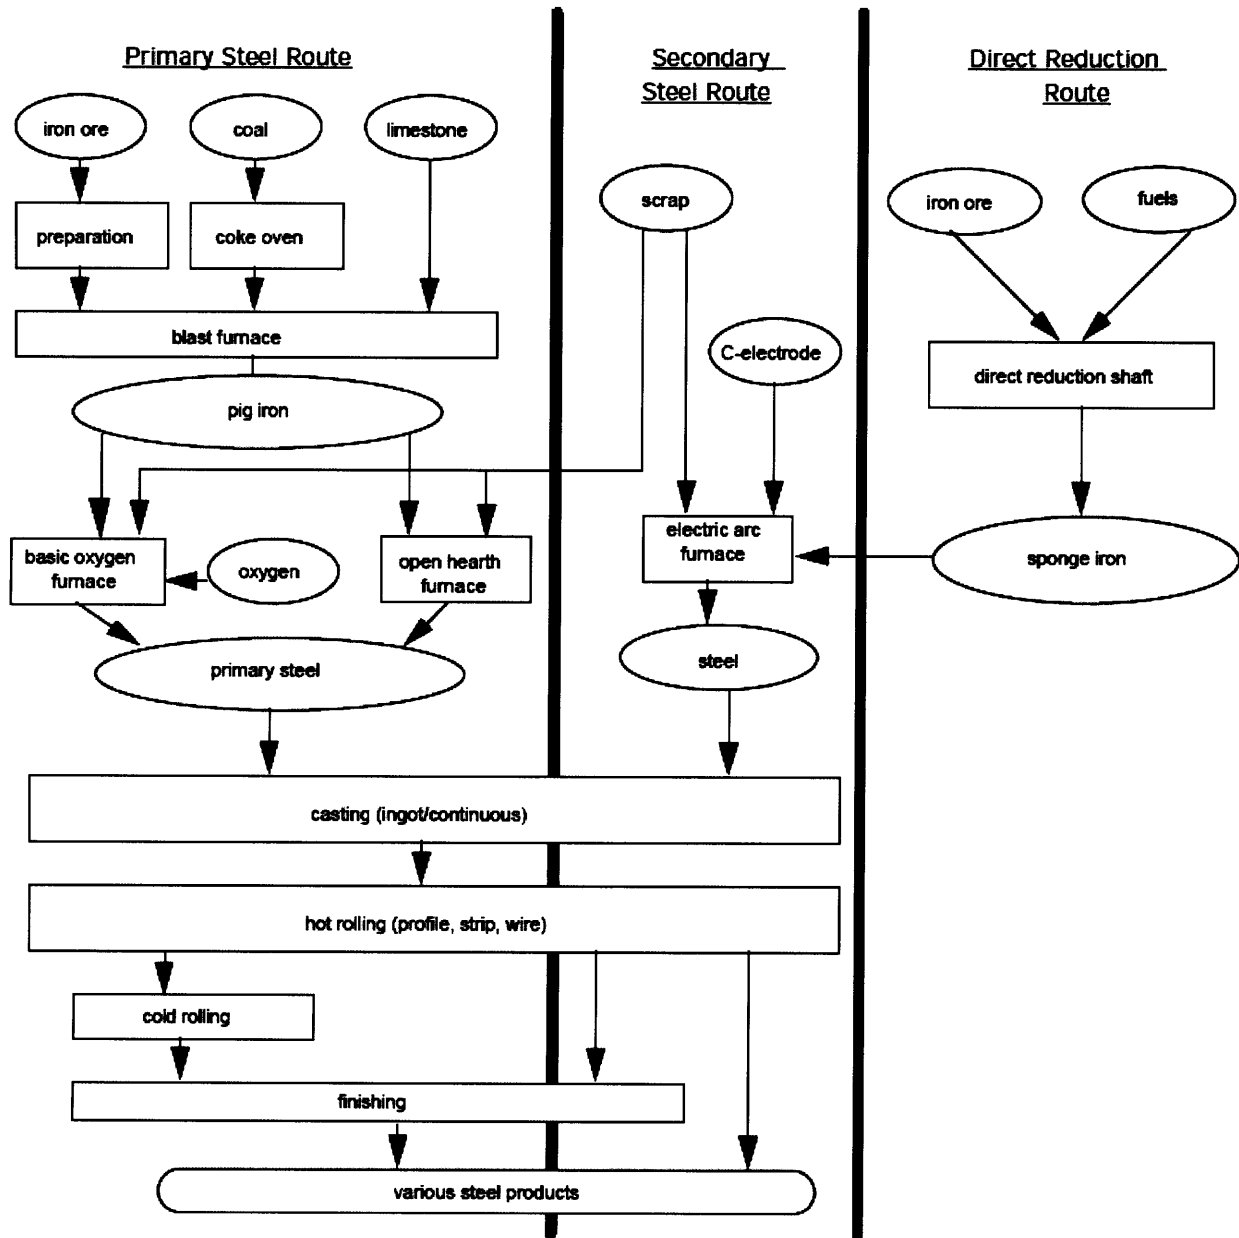 Primary Steel Route
Secondary
Steel Route
Direct Reduction
Route
iron ore
coal
limestone
scrap
iron ore
fuels
preparation
coke oven
blast furnace
C-electrode
direct reduction shaft
pig iron
basic oxygen
furnace
oxygen
open hearth
furnace
electric arc
furnace
sponge iron
primary steel
steel
casting (ingot/continuous)
hot rolling (profile, strip, wire)
cold rolling
finishing
various steel products